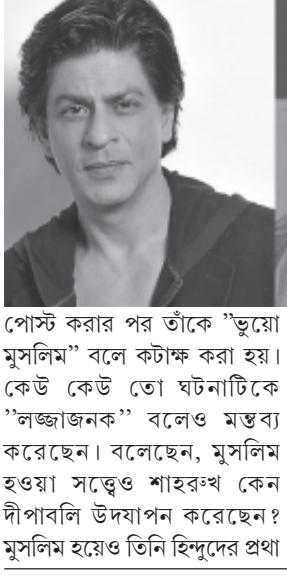 পোস্ট করার পর তাঁকে ”ভুয়ো
মুসলিম” বলে কটাক্ষ করা হয়।
কেউ কেউ তো ঘটনাটিকে
”লজ্জাজনক” বলেও মন্তব্য
করেছেন। বলেছেন, মুসলিম
হওয়া সত্ত্বেও শাহরুখ কেন
দীপাবলি উদযাপন করেছেন?
মুসলিম হয়েও তিনি হিন্দুদের প্রথা